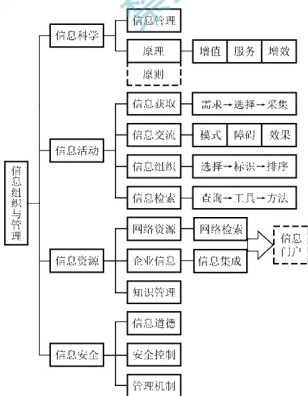 信息组织与管理
信息科学
信息管理
原理
增值 服务 增效
原则
信息活动
信息获取
需求→选择→采集
信息交流
模式 障碍 效果
信息组织
选择→标识→排序
信息检索
查询→工具→方法
信息资源
网络资源
网络检索
企业信息
信息集成
信息
门户
知识管理
信息安全
信息道德
安全控制
管理机制